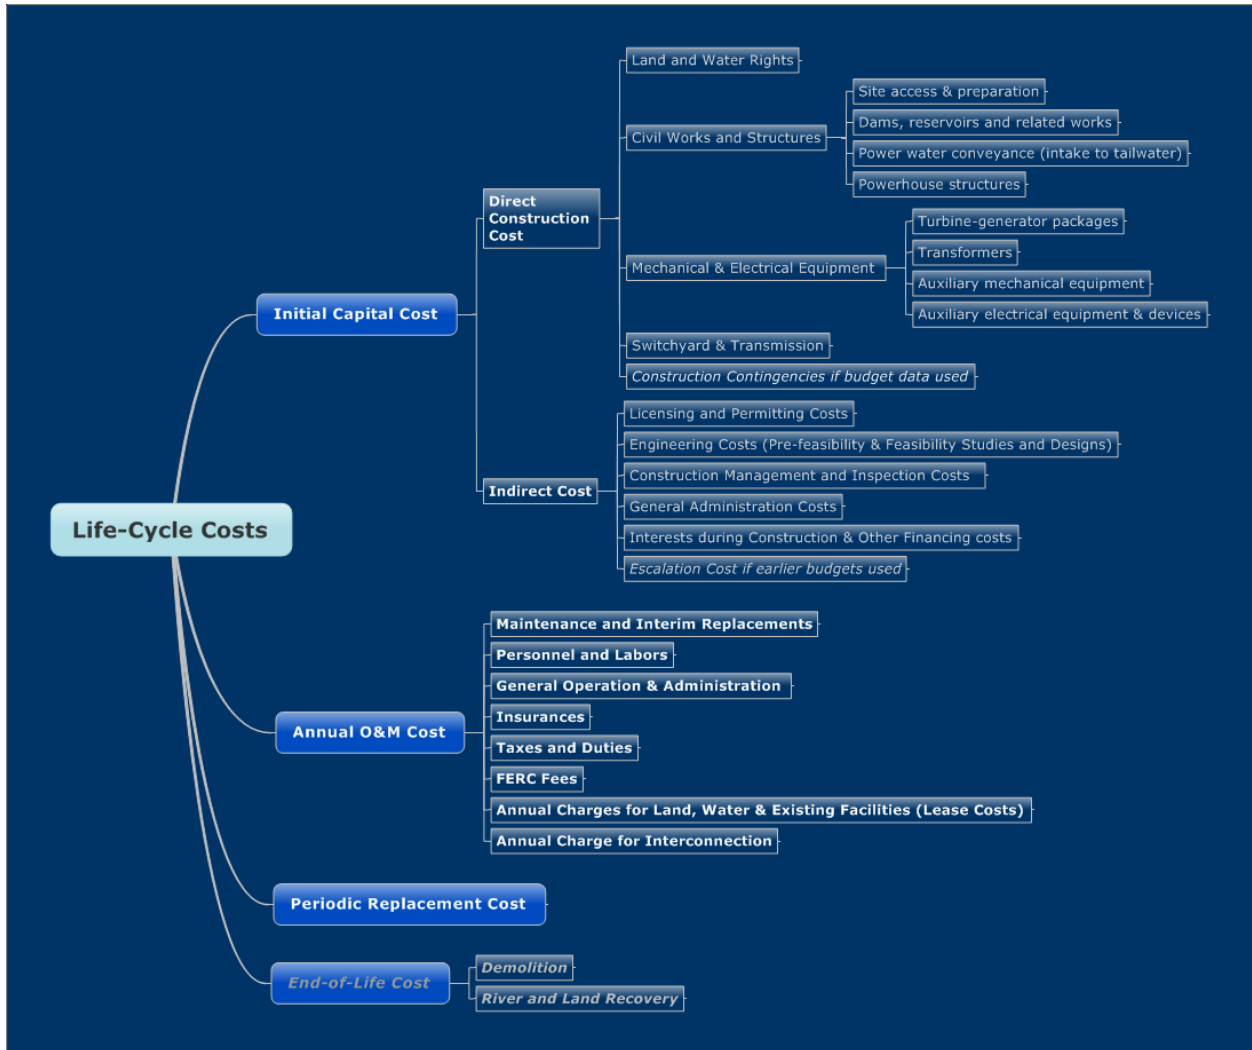 Life-Cycle Costs
Initial Capital Cost
Direct
Construction
Cost
Land and Water Rights
Civil Works and Structures
Site access & preparation
Dams, reservoirs and related works
Power water conveyance (intake to tailwater)
Powerhouse structures
Mechanical & Electrical Equipment
Turbine-generator packages
Transformers
Auxiliary mechanical equipment
Auxiliary electrical equipment & devices
Switchyard & Transmission
Construction Contingencies if budget data used
Indirect Cost
Licensing and Permitting Costs
Engineering Costs (Pre-feasibility & Feasibility Studies and Designs)
Construction Management and Inspection Costs
General Administration Costs
Interests during Construction & Other Financing costs
Escalation Cost if earlier budgets used
Annual O&M Cost
Maintenance and Interim Replacements
Personnel and Labors
General Operation & Administration
Insurances
Taxes and Duties
FERC Fees
Annual Charges for Land, Water & Existing Facilities (Lease Costs)
Annual Charge for Interconnection
Periodic Replacement Cost
End-of-Life Cost
Demolition
River and Land Recovery